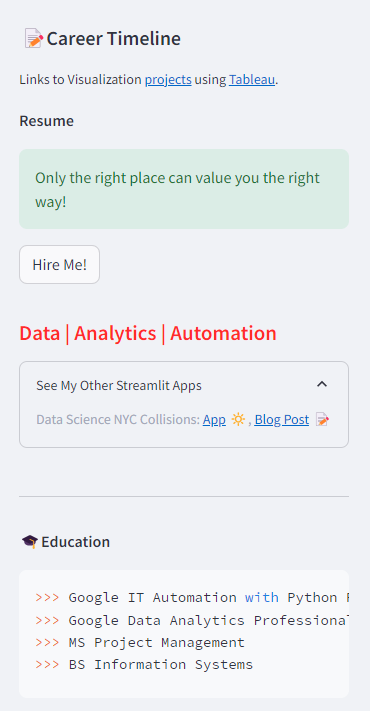 Career Timeline
Links to Visualization projects using Tableau.
Resume
Only the right place can value you the right
way!
Hire Me!
Data | Analytics | Automation
See My Other Streamlit Apps
Data Science NYC Collisions: App , Blog Post
Education
>>> Google IT Automation with Python
>>> Google Data Analytics Professional
>>> MS Project Management
>>> BS Information Systems